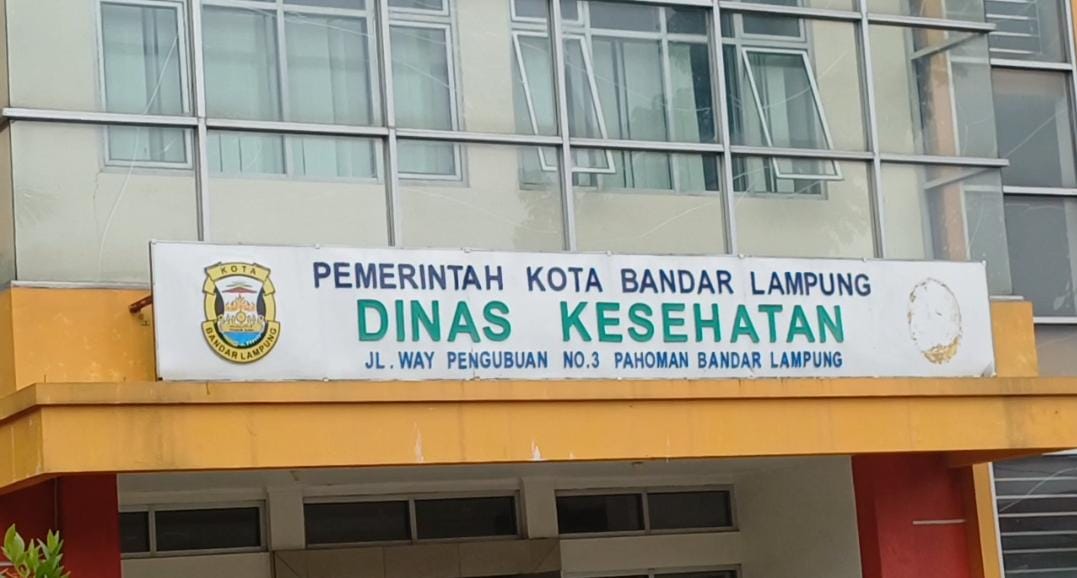 KOTA
BANDAR LAMPUNG
PEMERINTAH KOTA BANDAR LAMPUNG
DINAS KESEHATAN
JL. WAY PENGUBUAN NO.3 PAHOMAN BANDAR LAMPUNG